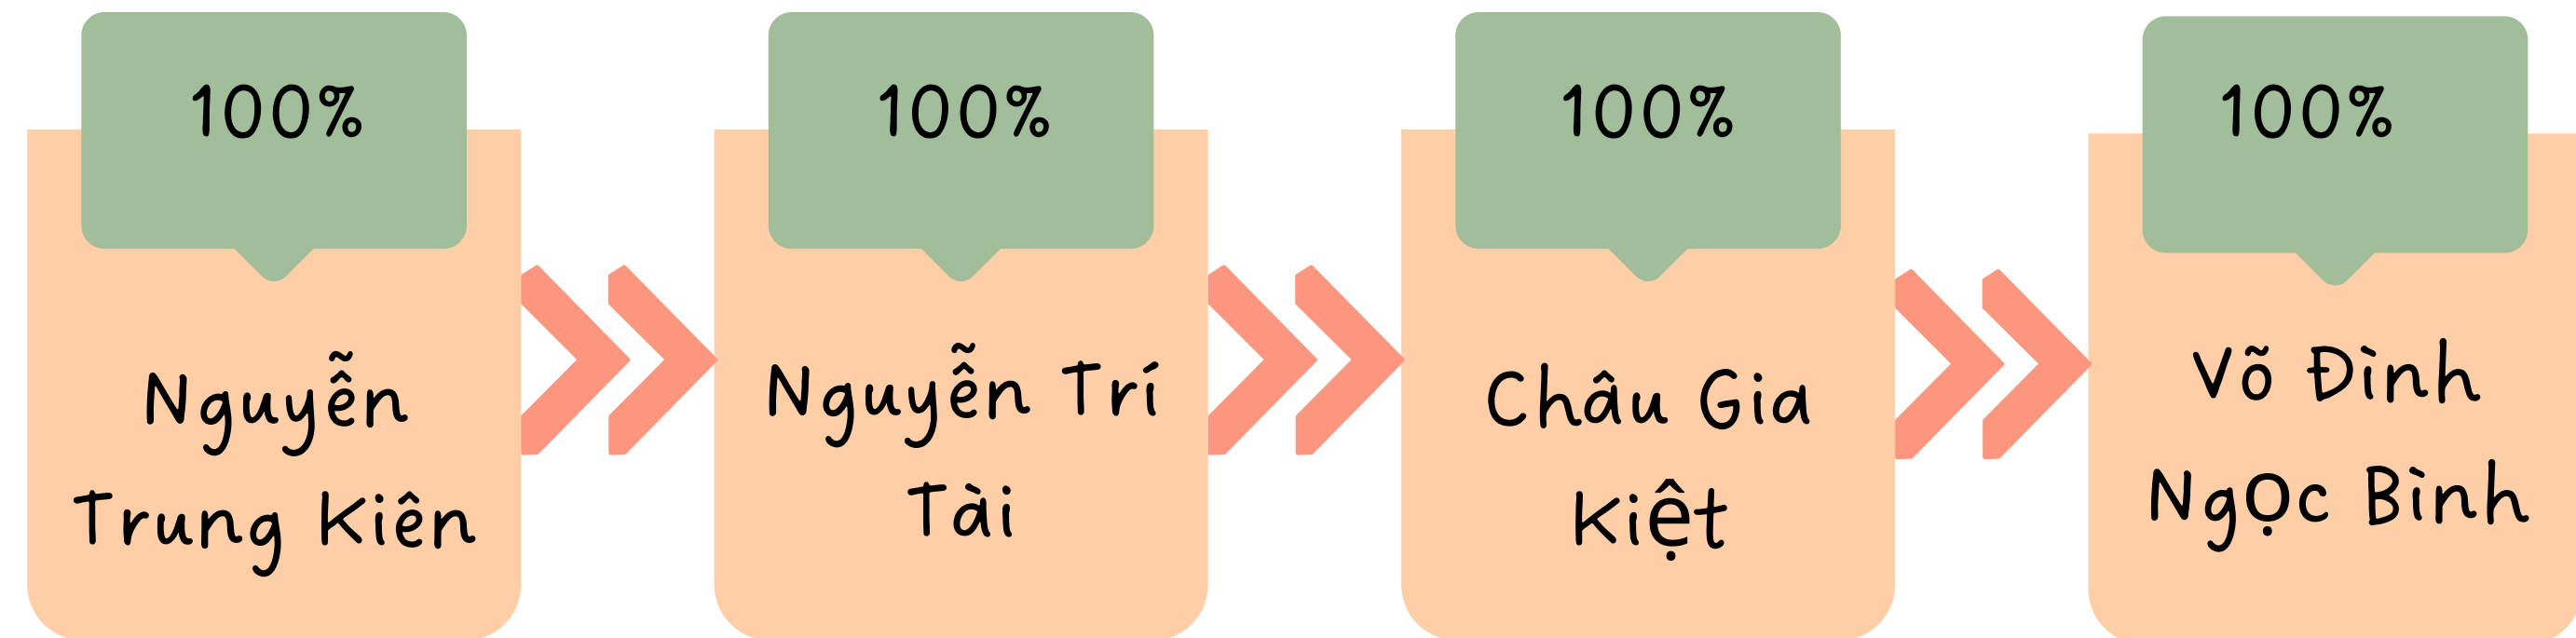 100%
Nguyễn
Trung Kiên
100%
Nguyễn Trí
Tài
100%
Châu Gia
Kiệt
100%
Võ Đình
Ngọc Bình